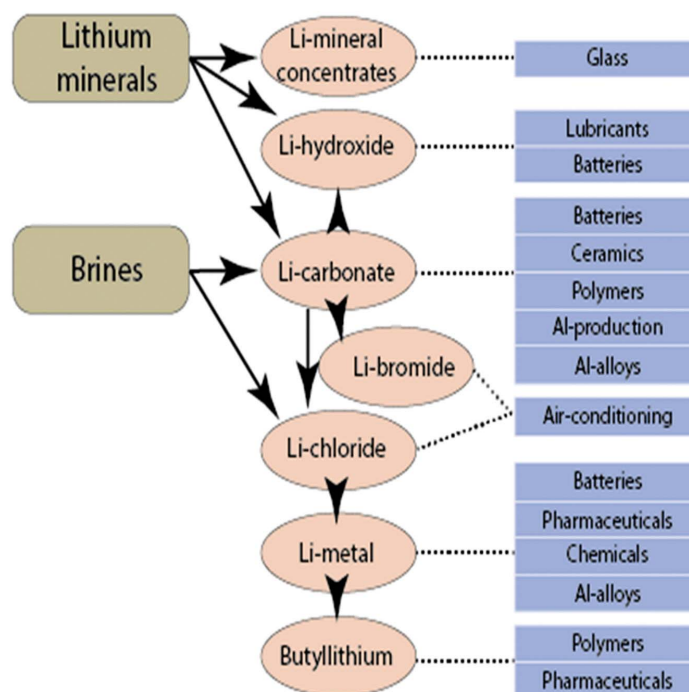 Lithium
minerals
Li-mineral
concentrates
Glass
Li-hydroxide
Lubricants
Batteries
Brines
Li-carbonate
Batteries
Ceramics
Polymers
Al-production
Al-alloys
Li-bromide
Air-conditioning
Li-chloride
Li-metal
Batteries
Pharmaceuticals
Chemicals
Al-alloys
Butyllithium
Polymers
Pharmaceuticals